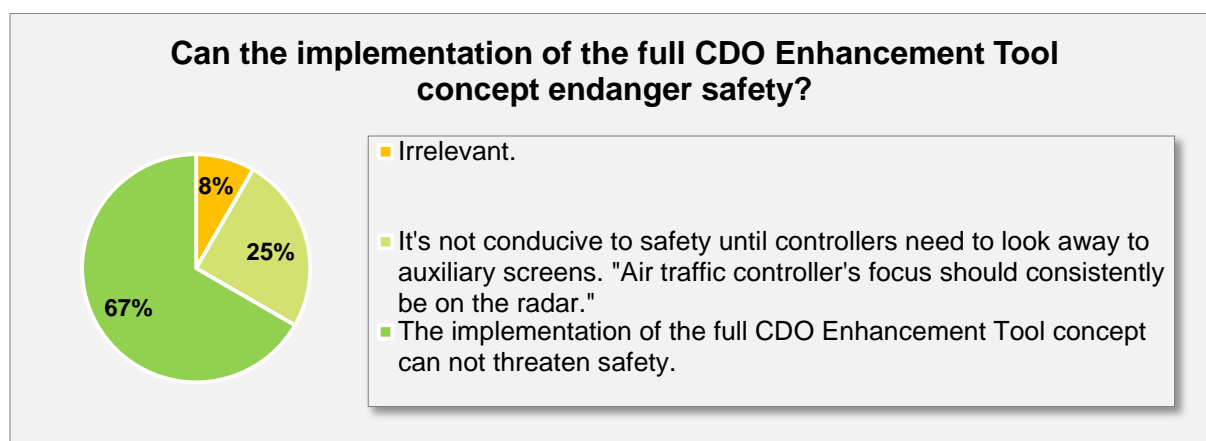 Can the implementation of the full CDO Enhancement Tool
concept endanger safety?
8%
25%
67%
Irrelevant.
It's not conducive to safety until controllers need to look away to
auxiliary screens. "Air traffic controller's focus should consistently
be on the radar."
The implementation of the full CDO Enhancement Tool concept
can not threaten safety.